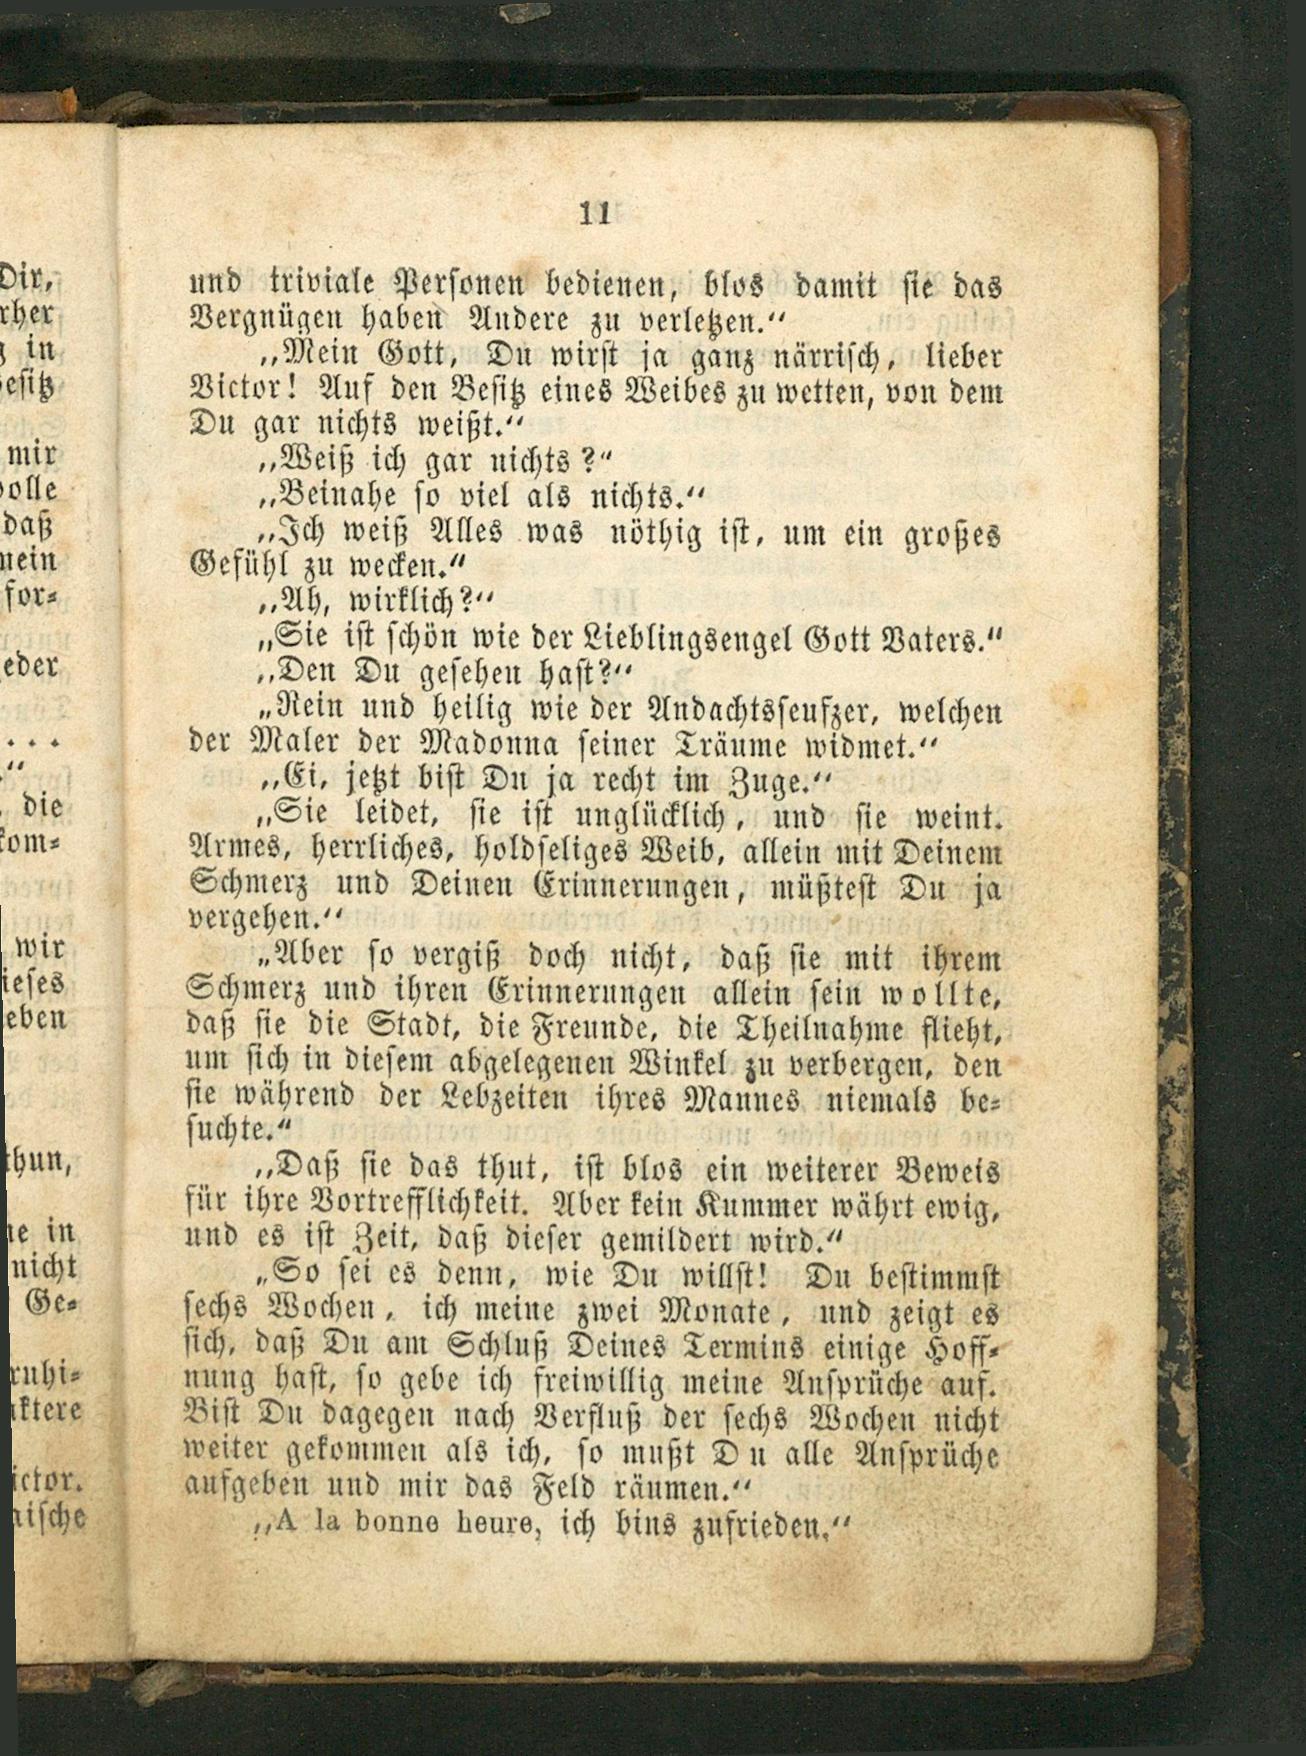 11
und triviale Personen bedienen, blos damit sie das
Vergnügen haben Andere zu verletzen.“
„Mein Gott, Du wirst ja ganz närrisch, lieber
Victor! Auf den Besitz eines Weibes zu wetten, von dem
Du gar nichts weißt.“
„Weiß ich gar nichts?“
„Beinahe so viel als nichts.“
„Ich weiß Alles was nöthig ist, um ein großes
Gefühl zu wecken.“
„Ah, wirklich?“
„Sie ist schön wie der Lieblingsengel Gott Vaters.“
„Den Du gesehen hast?“
„Rein und heilig wie der Andachtsseufzer, welchen
der Maler der Madonna seiner Träume widmet.“
„Ei, jetzt bist Du ja recht im Zuge.“
„Sie leidet, sie ist unglücklich, und sie weint.
Armes, herrliches, holdseliges Weib, allein mit Deinem
Schmerz und Deinen Erinnerungen, müßtest Du ja
vergehen.“
„Aber so vergiß doch nicht, daß sie mit ihrem
Schmerz und ihren Erinnerungen allein sein wollte,
daß sie die Stadt, die Freunde, die Theilnahme flieht,
um sich in diesem abgelegenen Winkel zu verbergen, den
sie während der Lebzeiten ihres Mannes niemals be-
suchte.“
„Daß sie das thut, ist blos ein weiterer Beweis
für ihre Vortrefflichkeit. Aber kein Kummer währt ewig,
und es ist Zeit, daß dieser gemildert wird.“
„So sei es denn, wie Du willst! Du bestimmst
sechs Wochen, ich meine zwei Monate, und zeigt es
sich, daß Du am Schluß Deines Termins einige Hoff-
nung hast, so gebe ich freiwillig meine Ansprüche auf.
Bist Du dagegen nach Verfluß der sechs Wochen nicht
weiter gekommen als ich, so mußt Du alle Ansprüche
aufgeben und mir das Feld räumen.“
„A la bonne heure, ich bins zufrieden.“